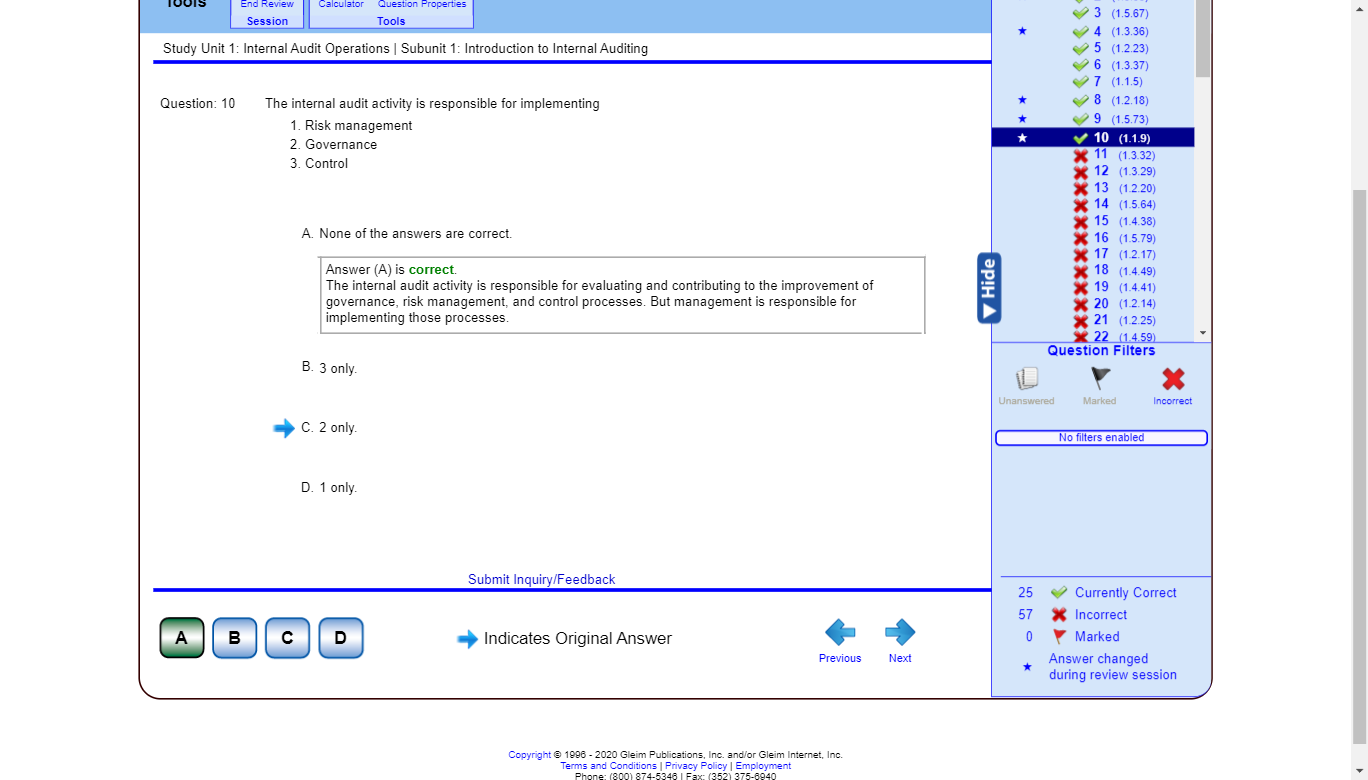 Tools
End Review
Session
Calculator Question Properties
Tools
Study Unit 1: Internal Audit Operations | Subunit 1: Introduction to Internal Auditing
Question: 10 The internal audit activity is responsible for implementing
1. Risk management
2. Governance
3. Control
A. None of the answers are correct.
Answer (A) is correct.
The internal audit activity is responsible for evaluating and contributing to the improvement of
governance, risk management, and control processes. But management is responsible for
implementing those processes.
B. 3 only.
C. 2 only.
D. 1 only.
Submit Inquiry/Feedback
A B C D
Indicates Original Answer
Previous Next
3 (1.5.67)
★ 4 (1.3.36)
5 (1.2.23)
6 (1.3.37)
7 (1.1.5)
★ 8 (1.2.18)
★ 9 (1.5.73)
★ 10 (1.1.9)
11 (1.3.32)
12 (1.3.29)
13 (1.2.20)
14 (1.5.64)
15 (1.4.38)
16 (1.5.79)
17 (1.2.17)
18 (1.4.49)
19 (1.4.41)
20 (1.2.14)
21 (1.2.25)
22 (1.4.59)
▼ Hide
Question Filters
Unanswered Marked Incorrect
No filters enabled
25 Currently Correct
57 Incorrect
0 Marked
★ Answer changed
during review session
Copyright © 1996 - 2020 Gleim Publications, Inc. and/or Gleim Internet, Inc.
Terms and Conditions | Privacy Policy | Employment
Phone: (800) 874-5346 | Fax: (352) 375-6940